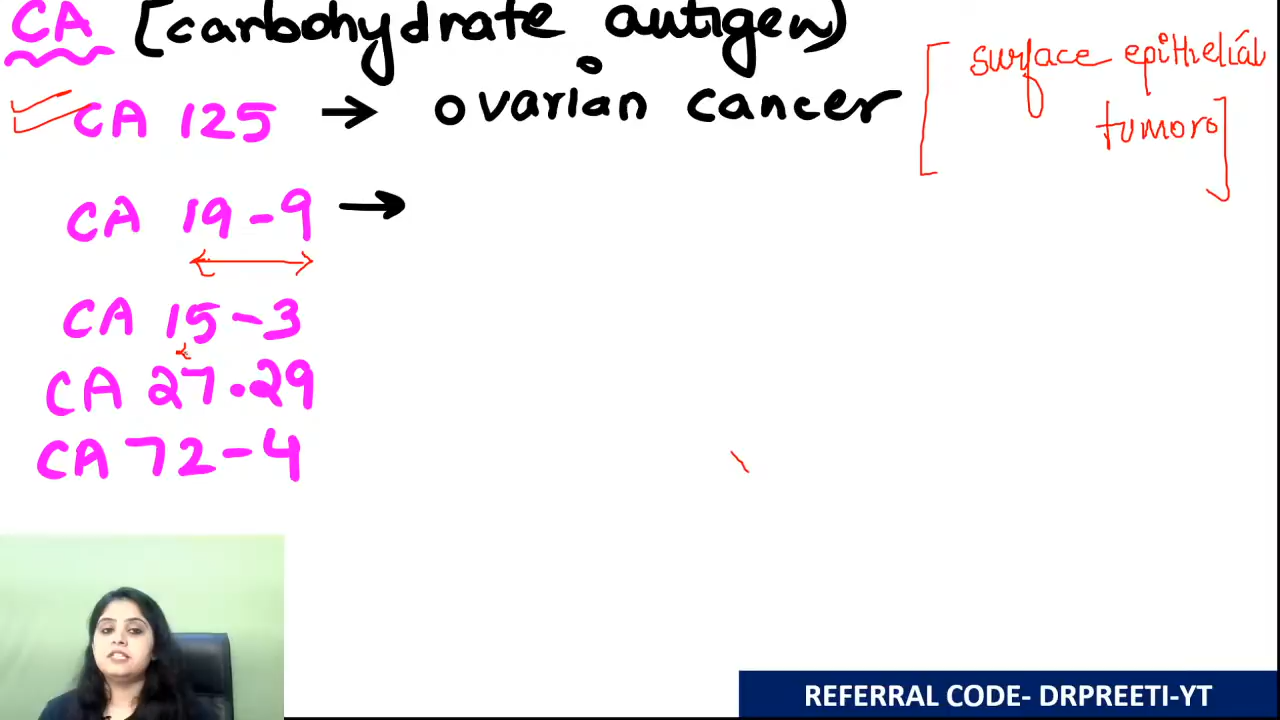 CA [carbohydrate antigen)
CA 125 → ovarian cancer
[surface epithelial
tumors]
CA 19-9 →
CA 15-3
CA 27.29
CA 72-4
REFERRAL CODE- DRPREETI-YT